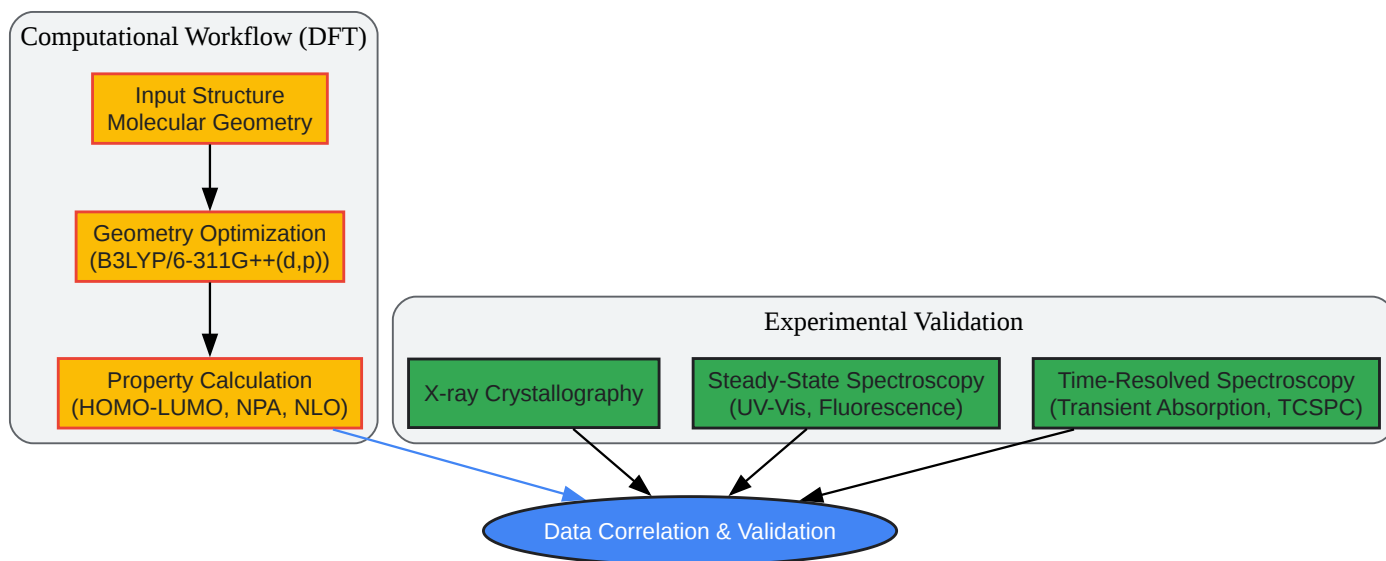 Computational Workflow (DFT)
Input Structure
Molecular Geometry
Geometry Optimization
(B3LYP/6-311G++(d,p))
Property Calculation
(HOMO-LUMO, NPA, NLO)
Experimental Validation
X-ray Crystallography
Steady-State Spectroscopy
(UV-Vis, Fluorescence)
Time-Resolved Spectroscopy
(Transient Absorption, TCSPC)
Data Correlation & Validation